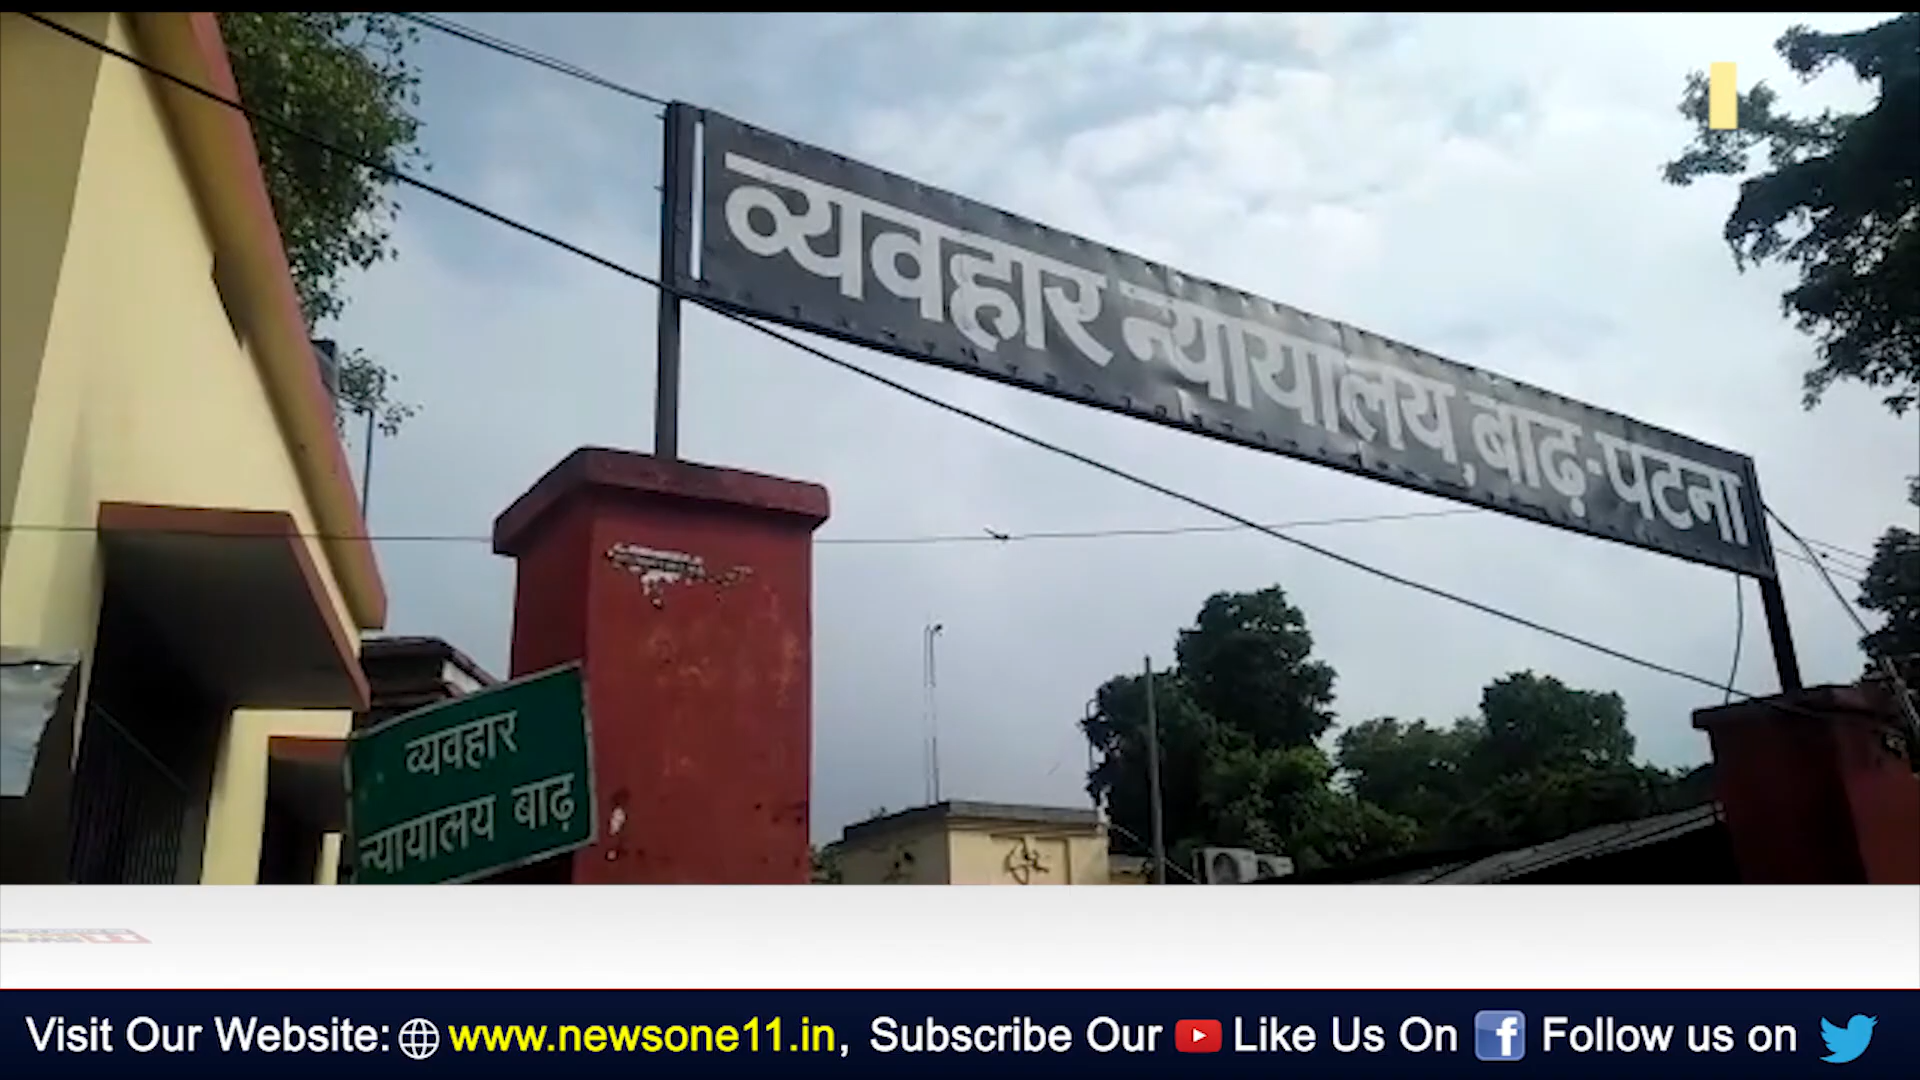 व्यवहार न्यायालय, बाढ़-पटना
व्यवहार
न्यायालय बाढ़
Visit Our Website: www.newsone11.in, Subscribe Our Like Us On Follow us on